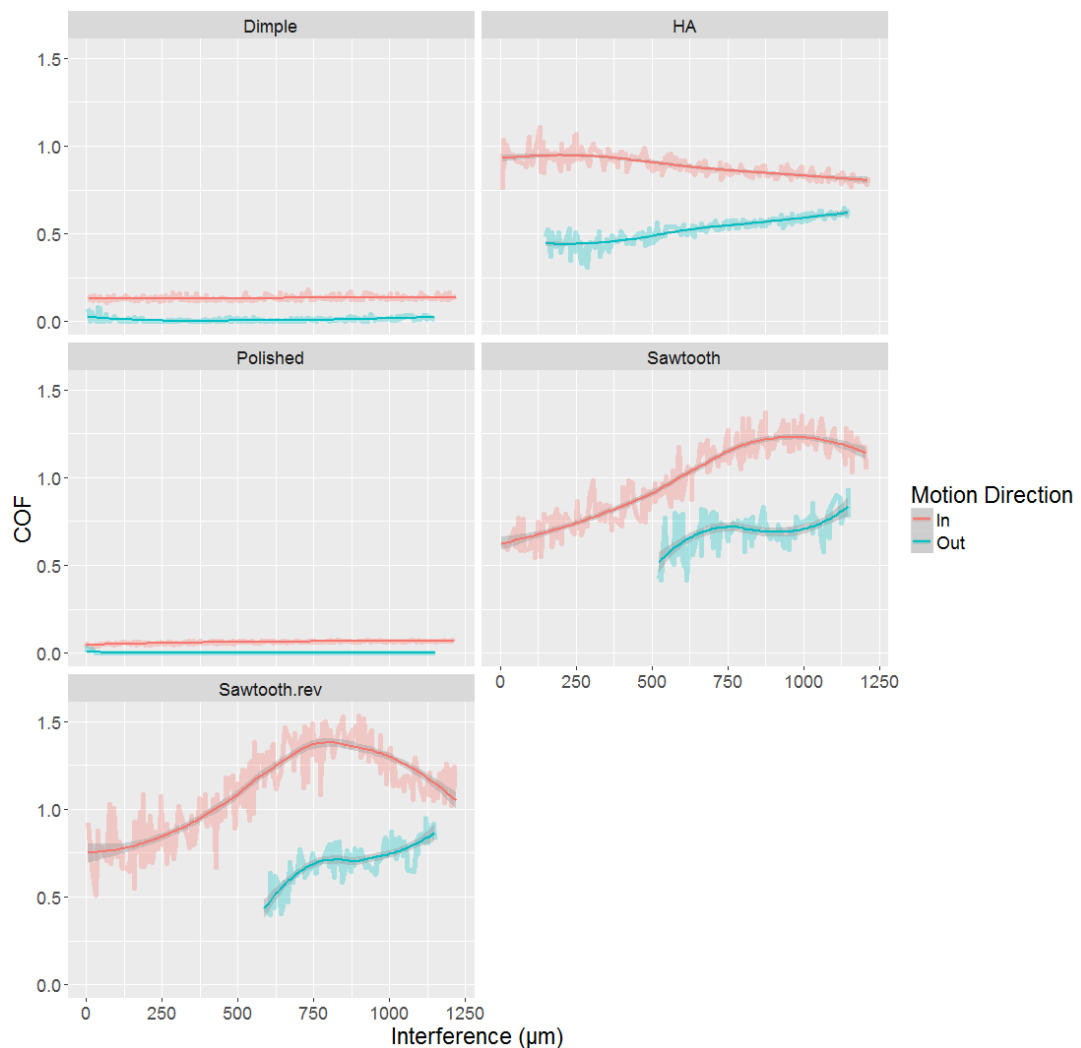 Dimple
HA
1.5
1.0
0.5
0.0
Polished
Sawtooth
1.5
1.0
0.5
0.0
0 250 500 750 1000 1250
Sawtooth.rev
1.5
1.0
0.5
0.0
0 250 500 750 1000 1250
COF
Interference (µm)
Motion Direction
In
Out